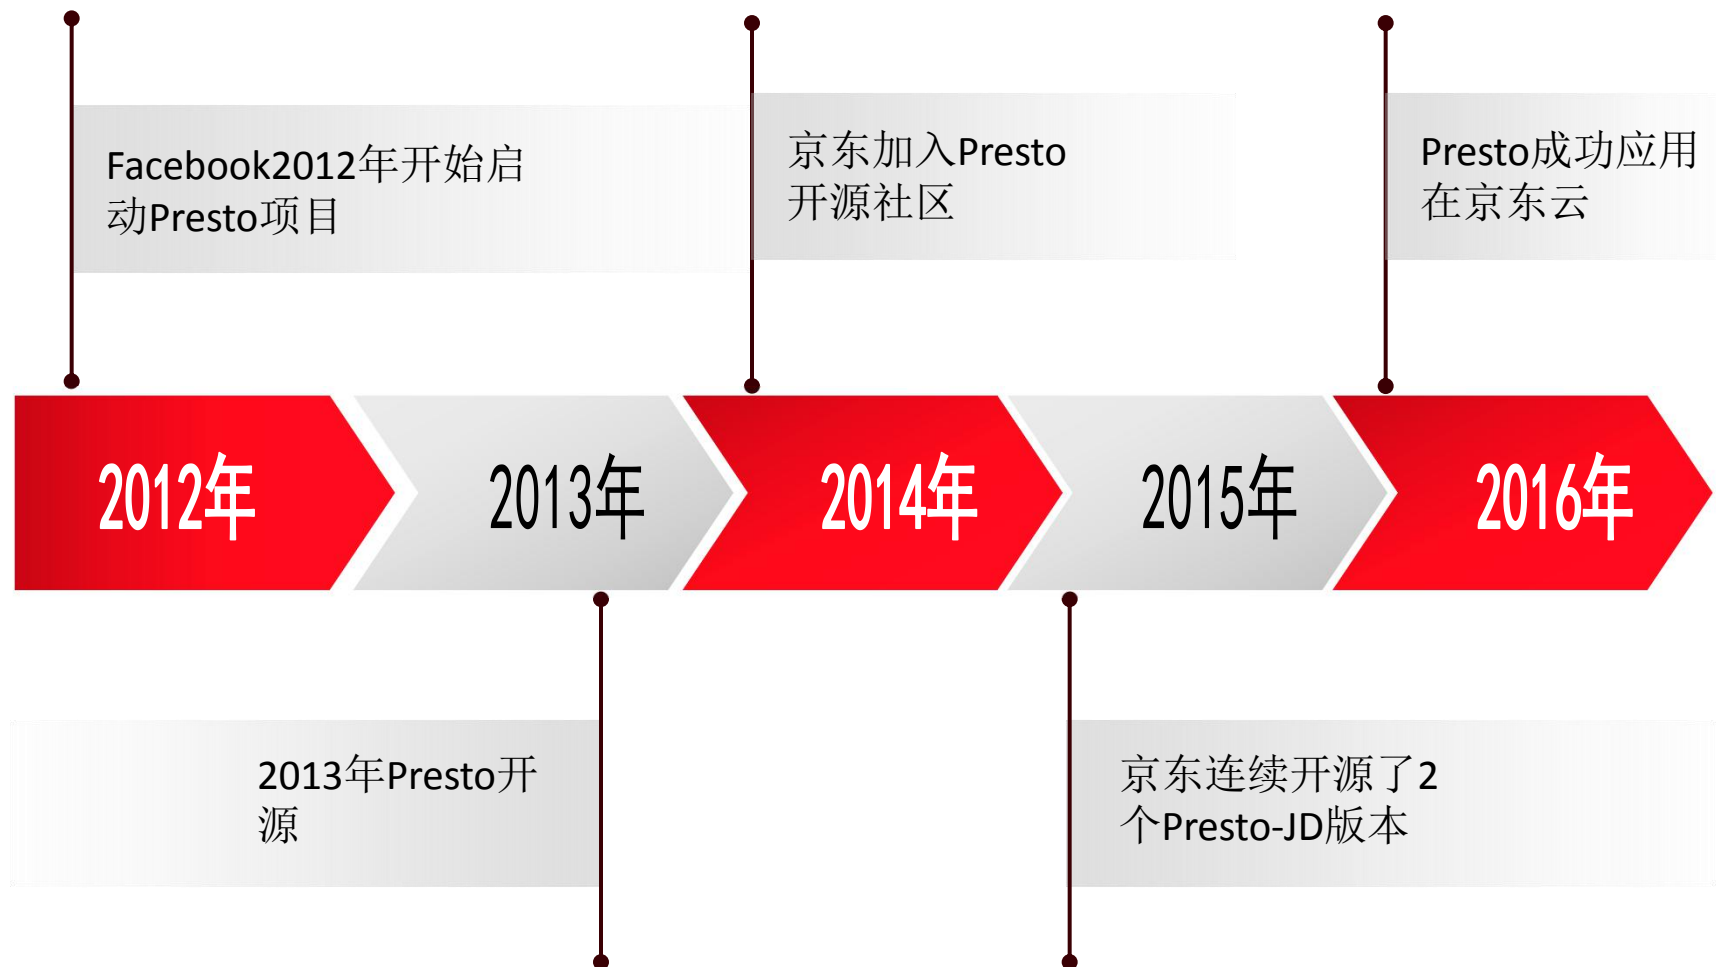 Facebook2012年开始启
动Presto项目
京东加入Presto
开源社区
Presto成功应用
在京东云
2012年
2013年
2014年
2015年
2016年
2013年Presto开
源
京东连续开源了2
个Presto-JD版本